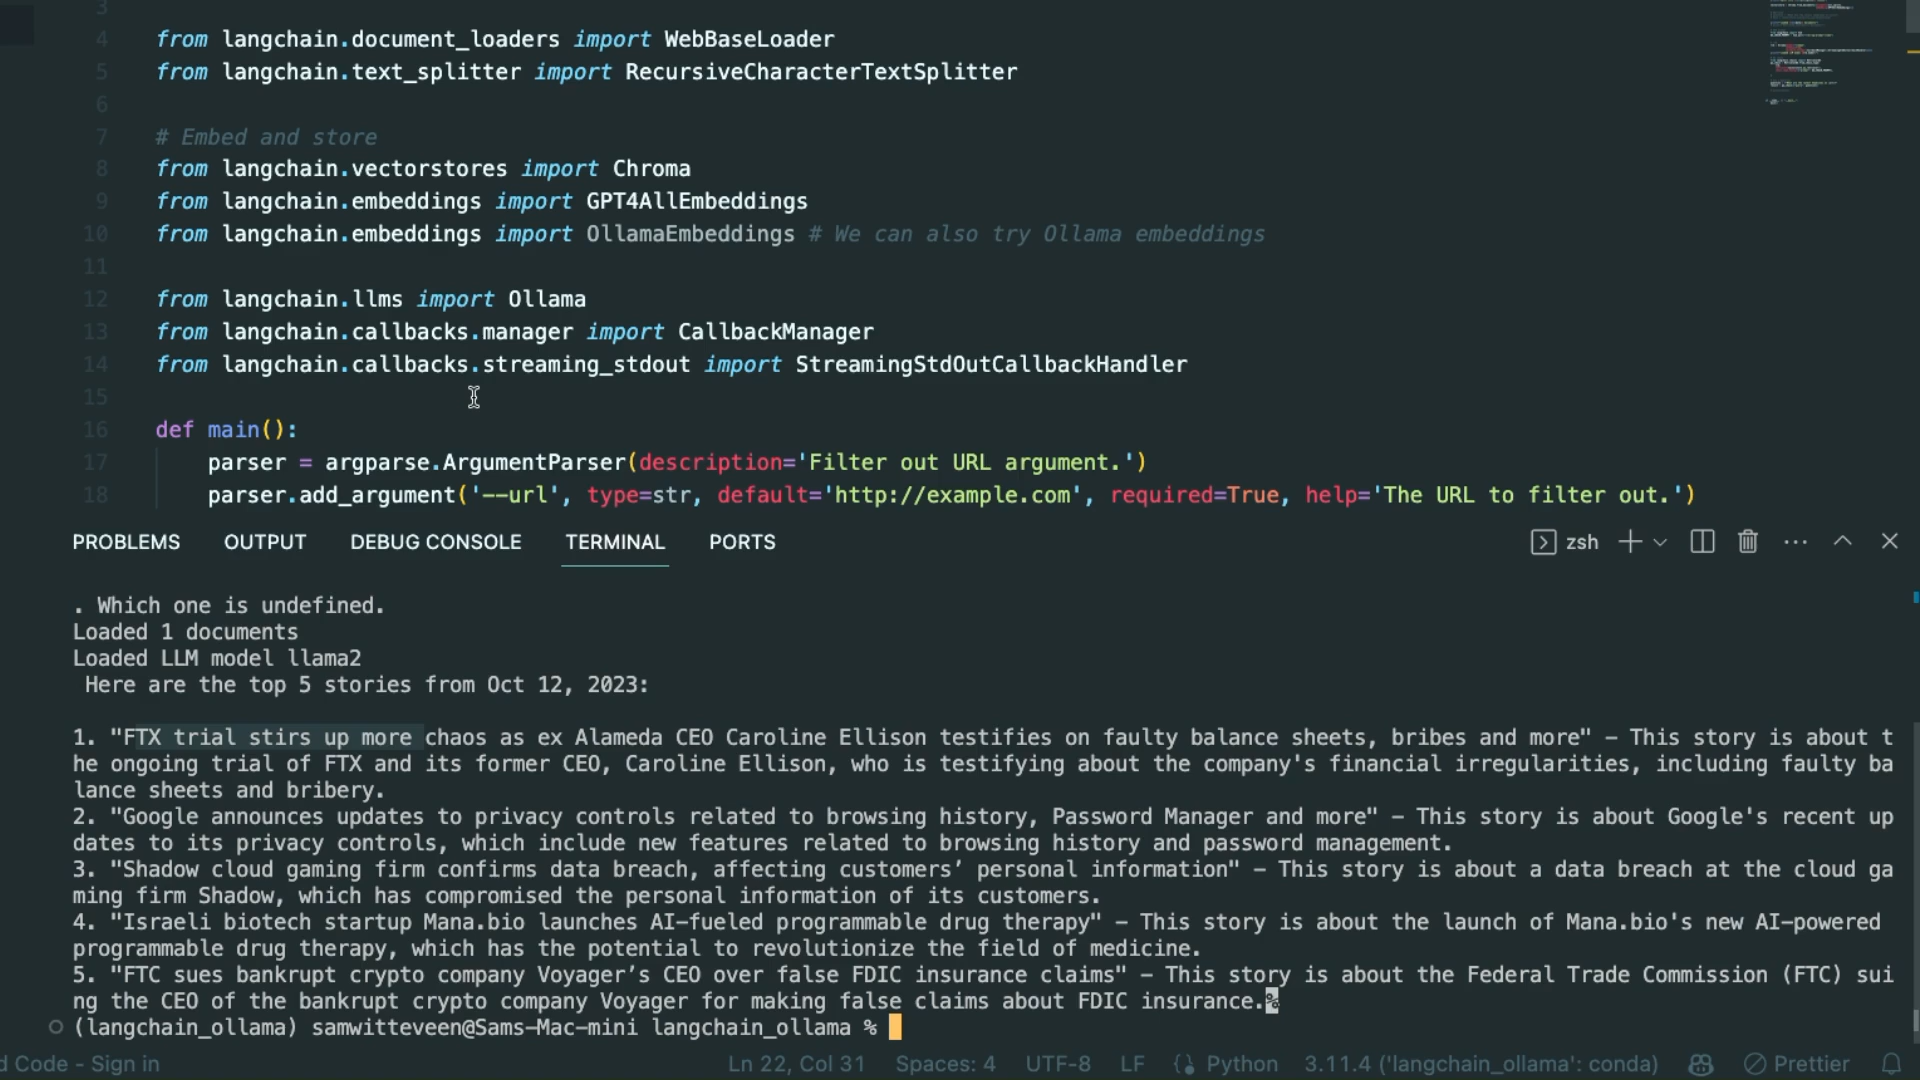 3
4 from langchain.document_loaders import WebBaseLoader
5 from langchain.text_splitter import RecursiveCharacterTextSplitter
6
7 # Embed and store
8 from langchain.vectorstores import Chroma
9 from langchain.embeddings import GPT4AllEmbeddings
10 from langchain.embeddings import OllamaEmbeddings # We can also try Ollama embeddings
11
12 from langchain.llms import Ollama
13 from langchain.callbacks.manager import CallbackManager
14 from langchain.callbacks.streaming_stdout import StreamingStdOutCallbackHandler
15
16 def main():
17 parser = argparse.ArgumentParser(description='Filter out URL argument.')
18 parser.add_argument('--url', type=str, default='http://example.com', required=True, help='The URL to filter out.')
PROBLEMS OUTPUT DEBUG CONSOLE TERMINAL PORTS zsh
. Which one is undefined.
Loaded 1 documents
Loaded LLM model llama2
Here are the top 5 stories from Oct 12, 2023:
1. "FTX trial stirs up more chaos as ex Alameda CEO Caroline Ellison testifies on faulty balance sheets, bribes and more" – This story is about t
he ongoing trial of FTX and its former CEO, Caroline Ellison, who is testifying about the company's financial irregularities, including faulty ba
lance sheets and bribery.
2. "Google announces updates to privacy controls related to browsing history, Password Manager and more" – This story is about Google's recent up
dates to its privacy controls, which include new features related to browsing history and password management.
3. "Shadow cloud gaming firm confirms data breach, affecting customers’ personal information" – This story is about a data breach at the cloud ga
ming firm Shadow, which has compromised the personal information of its customers.
4. "Israeli biotech startup Mana.bio launches AI-fueled programmable drug therapy" – This story is about the launch of Mana.bio's new AI-powered
programmable drug therapy, which has the potential to revolutionize the field of medicine.
5. "FTC sues bankrupt crypto company Voyager’s CEO over false FDIC insurance claims" – This story is about the Federal Trade Commission (FTC) sui
ng the CEO of the bankrupt crypto company Voyager for making false claims about FDIC insurance.%
(langchain_ollama) samwitteveen@Sams-Mac-mini langchain_ollama %
d Code - Sign in Ln 22, Col 31 Spaces: 4 UTF-8 LF Python 3.11.4 ('langchain_ollama': conda) Prettier